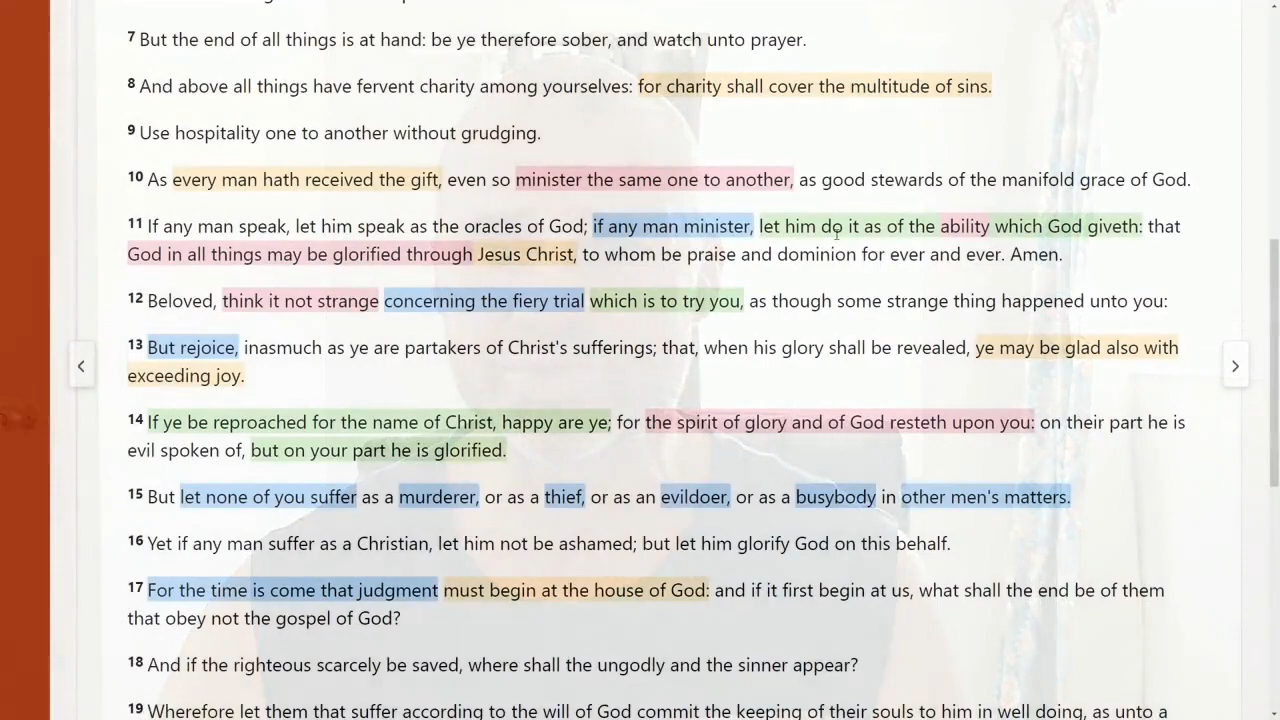 7 But the end of all things is at hand: be ye therefore sober, and watch unto prayer.
8 And above all things have fervent charity among yourselves: for charity shall cover the multitude of sins.
9 Use hospitality one to another without grudging.
10 As every man hath received the gift, even so minister the same one to another, as good stewards of the manifold grace of God.
11 If any man speak, let him speak as the oracles of God; if any man minister, let him do it as of the ability which God giveth: that
God in all things may be glorified through Jesus Christ, to whom be praise and dominion for ever and ever. Amen.
12 Beloved, think it not strange concerning the fiery trial which is to try you, as though some strange thing happened unto you:
13 But rejoice, inasmuch as ye are partakers of Christ's sufferings; that, when his glory shall be revealed, ye may be glad also with
exceeding joy.
14 If ye be reproached for the name of Christ, happy are ye; for the spirit of glory and of God resteth upon you: on their part he is
evil spoken of, but on your part he is glorified.
15 But let none of you suffer as a murderer, or as a thief, or as an evildoer, or as a busybody in other men's matters.
16 Yet if any man suffer as a Christian, let him not be ashamed; but let him glorify God on this behalf.
17 For the time is come that judgment must begin at the house of God: and if it first begin at us, what shall the end be of them
that obey not the gospel of God?
18 And if the righteous scarcely be saved, where shall the ungodly and the sinner appear?
19 Wherefore let them that suffer according to the will of God commit the keeping of their souls to him in well doing, as unto a